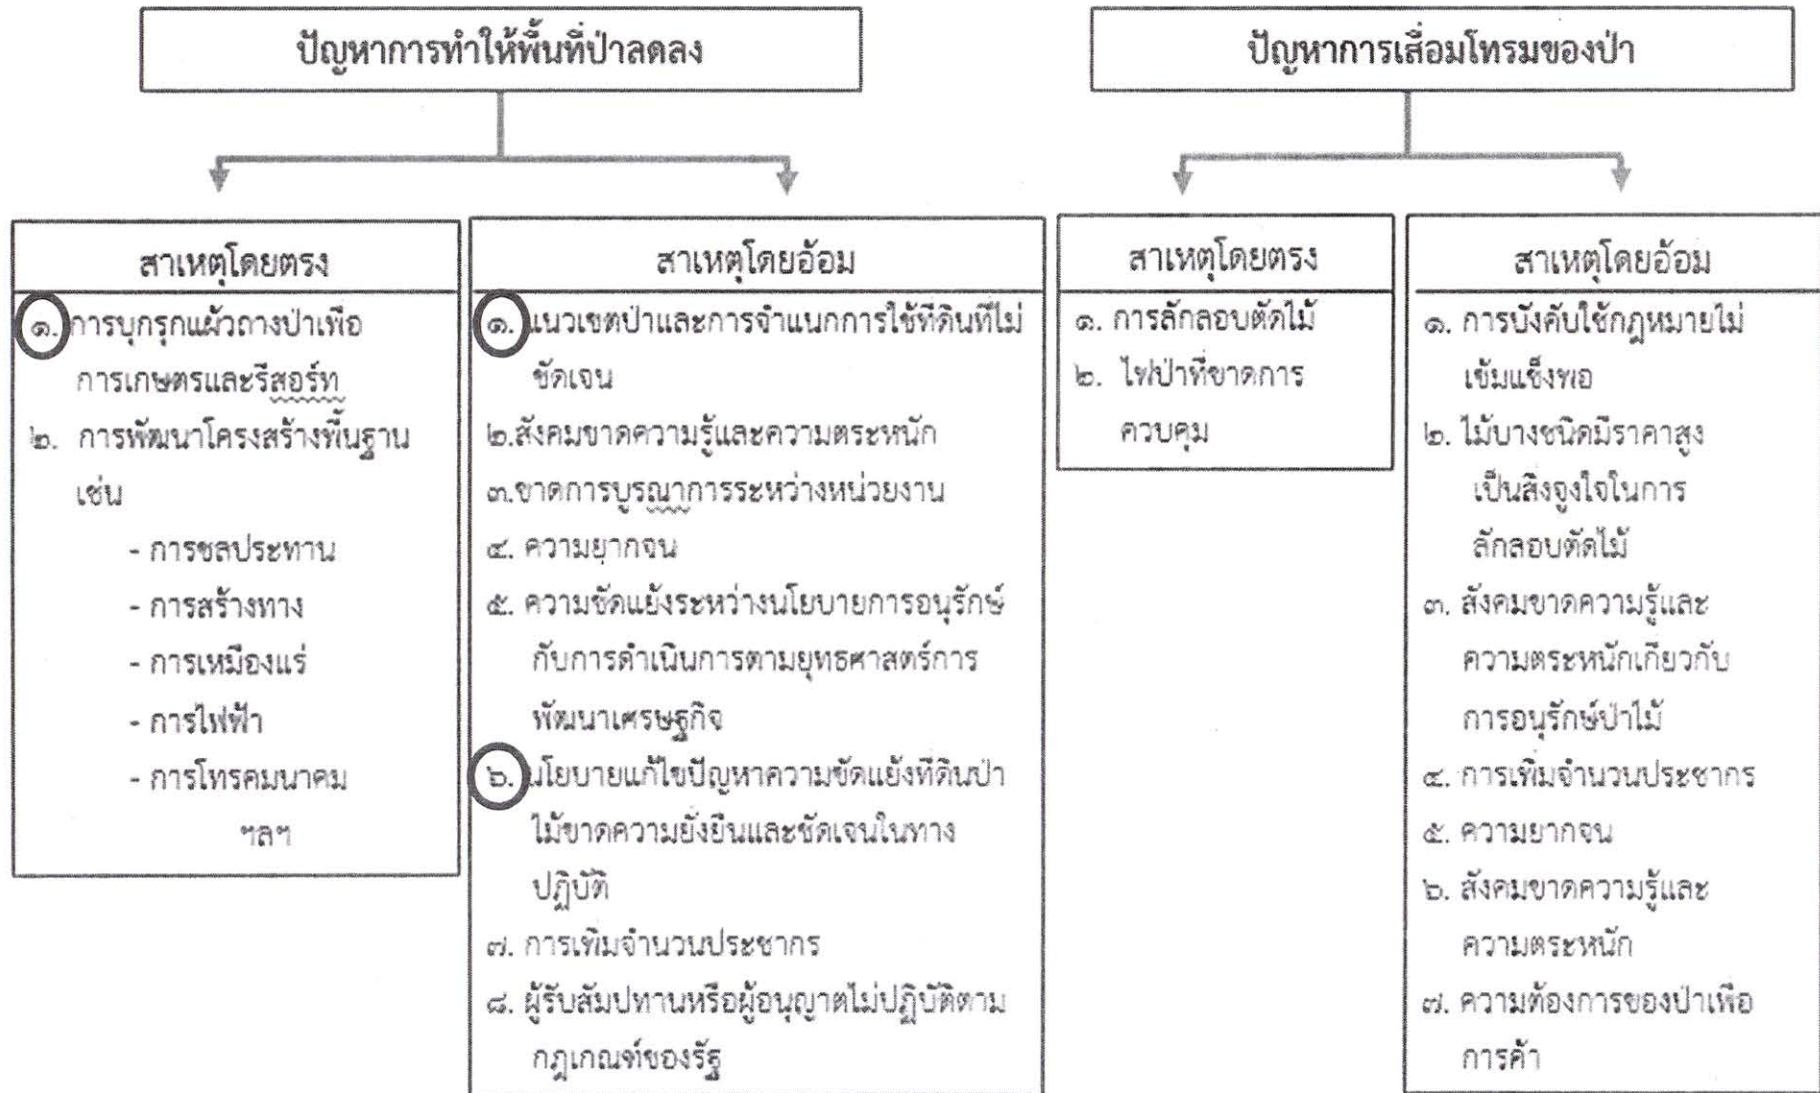 ปัญหาการทำให้พื้นที่ป่าลดลง
ปัญหาการเสื่อมโทรมของป่า
สาเหตุโดยตรง
๑. การบุกรุกแผ้วถางป่าเพื่อ
การเกษตรและรีสอร์ท
๒. การพัฒนาโครงสร้างพื้นฐาน
เช่น
- การชลประทาน
- การสร้างทาง
- การเหมืองแร่
- การไฟฟ้า
- การโทรคมนาคม
ฯลฯ
สาเหตุโดยอ้อม
๑. แนวเขตป่าและการจำแนกการใช้ที่ดินที่ไม่
ชัดเจน
๒.สังคมขาดความรู้และความตระหนัก
๓.ขาดการบูรณาการระหว่างหน่วยงาน
๔. ความยากจน
๕. ความขัดแย้งระหว่างนโยบายการอนุรักษ์
กับการดำเนินการตามยุทธศาสตร์การ
พัฒนาเศรษฐกิจ
๖. นโยบายแก้ไขปัญหาความขัดแย้งที่ดินป่า
ไม้ขาดความยั่งยืนและชัดเจนในทาง
ปฏิบัติ
๗. การเพิ่มจำนวนประชากร
๘. ผู้รับสัมปทานหรือผู้อนุญาตไม่ปฏิบัติตาม
กฎเกณฑ์ของรัฐ
สาเหตุโดยตรง
๑. การลักลอบตัดไม้
๒. ไฟป่าที่ขาดการ
ควบคุม
สาเหตุโดยอ้อม
๑. การบังคับใช้กฎหมายไม่
เข้มแข็งพอ
๒. ไม้บางชนิดมีราคาสูง
เป็นสิ่งจูงใจในการ
ลักลอบตัดไม้
๓. สังคมขาดความรู้และ
ความตระหนักเกี่ยวกับ
การอนุรักษ์ป่าไม้
๔. การเพิ่มจำนวนประชากร
๕. ความยากจน
๖. สังคมขาดความรู้และ
ความตระหนัก
๗. ความต้องการของป่าเพื่อ
การค้า